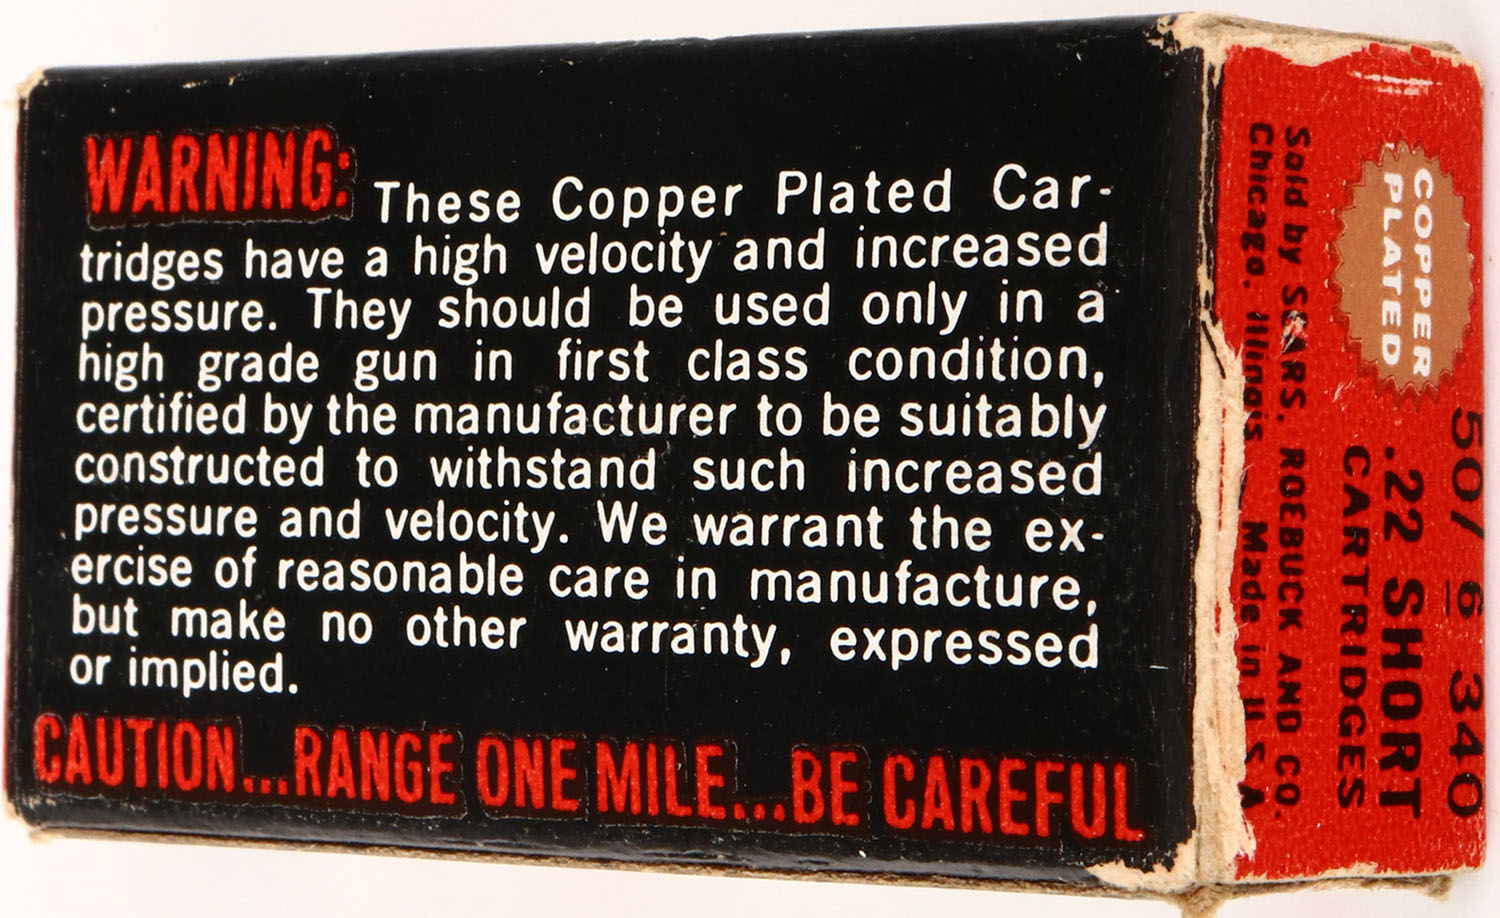 WARNING: These Copper Plated Car-
tridges have a high velocity and increased
pressure. They should be used only in a
high grade gun in first class condition,
certified by the manufacturer to be suitably
constructed to withstand such increased
pressure and velocity. We warrant the ex-
ercise of reasonable care in manufacture,
but make no other warranty, expressed
or implied.
CAUTION...RANGE ONE MILE...BE CAREFUL
50/6 340
COPPER
PLATED
.22 SHORT
CARTRIDGES
Sold by SEARS, ROEBUCK AND CO.
Chicago, Illinois Made in U S A